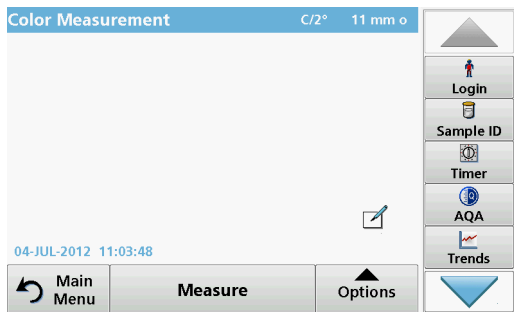 Color Measurement C/2° 11 mm o
Login
Sample ID
Timer
AQA
Trends
04-JUL-2012 11:03:48
Main
Menu
Measure
Options